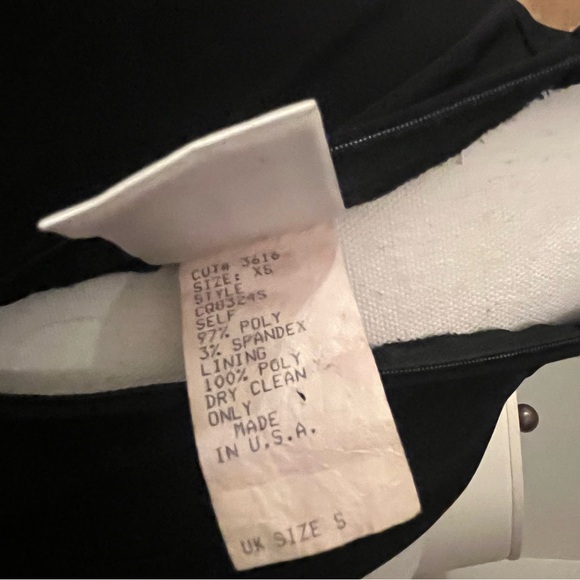 CUT# 3616
SIZE: XS
STYLE
CQ8324S
SELF
97% POLY
3% SPANDEX
LINING
100% POLY
DRY CLEAN
ONLY
MADE
IN U.S.A.
UK SIZE S